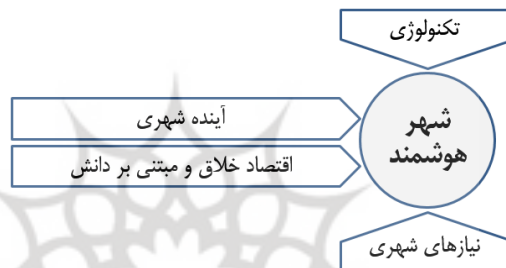 تکنولوژی
شهر
هوشمند
آینده شهری
اقتصاد خلاق و مبتنی بر دانش
نیازهای شهری